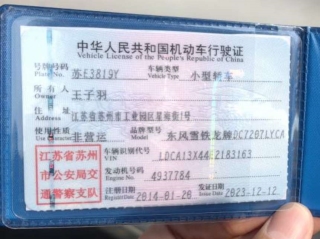 中华人民共和国机动车行驶证
Vehicle License of the People's Republic of China
号牌号码 苏E3819Y 车辆类型 小型轿车
Plate No. Vehicle Type
所有人 王子羽
Owner
住址 江苏省苏州市工业园区星海街1号
Address
使用性质 非营运 品牌型号 东风雪铁龙牌DC7207LYCA
Use Character Model
江苏省苏州
市公安局交
通警察支队
车辆识别代号 LDCA13X44E2183163
VIN
发动机号码 4937784
Engine No.
注册日期 2014-01-26 发证日期 2023-12-12
Register Date Issue Date